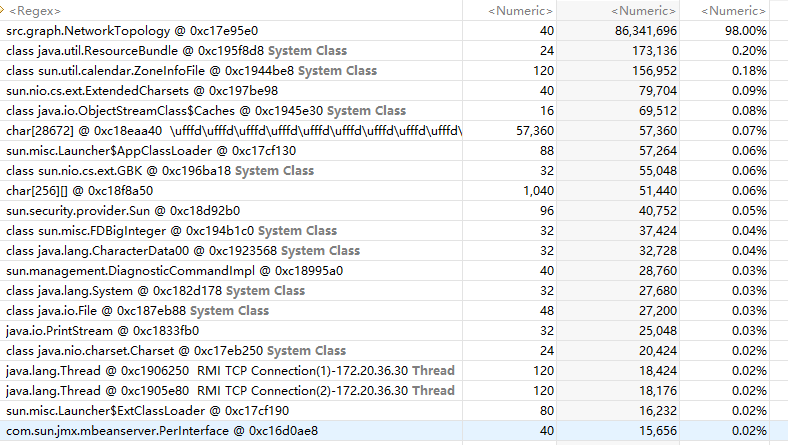 <Regex> <Numeric> <Numeric> <Numeric>
src.graph.NetworkTopology @ 0xc17e95e0 40 86,341,696 98.00%
class java.util.ResourceBundle @ 0xc195f8d8 System Class 24 173,136 0.20%
class sun.util.calendar.ZoneInfoFile @ 0xc1944be8 System Class 120 156,952 0.18%
sun.nio.cs.ext.ExtendedCharsets @ 0xc197be98 40 79,704 0.09%
class java.io.ObjectStreamClass$Caches @ 0xc1945e30 System Class 16 69,512 0.08%
char[28672] @ 0xc18eaa40 \ufffd\ufffd\ufffd\ufffd\ufffd\ufffd\ufffd\ufffd\ 57,360 57,360 0.07%
sun.misc.Launcher$AppClassLoader @ 0xc17cf130 88 57,264 0.06%
class sun.nio.cs.ext.GBK @ 0xc196ba18 System Class 32 55,048 0.06%
char[256][] @ 0xc18f8a50 1,040 51,440 0.06%
sun.security.provider.Sun @ 0xc18d92b0 96 40,752 0.05%
class sun.misc.FDBigInteger @ 0xc194b1c0 System Class 32 37,424 0.04%
class java.lang.CharacterData00 @ 0xc1923568 System Class 32 32,728 0.04%
sun.management.DiagnosticCommandImpl @ 0xc18995a0 40 28,760 0.03%
class java.lang.System @ 0xc182d178 System Class 32 27,680 0.03%
class java.io.File @ 0xc187eb88 System Class 48 27,200 0.03%
java.io.PrintStream @ 0xc1833fb0 32 25,048 0.03%
class java.nio.charset.Charset @ 0xc17eb250 System Class 24 20,424 0.02%
java.lang.Thread @ 0xc1906250 RMI TCP Connection(1)-172.20.36.30 Thread 120 18,424 0.02%
java.lang.Thread @ 0xc1905e80 RMI TCP Connection(2)-172.20.36.30 Thread 120 18,176 0.02%
sun.misc.Launcher$ExtClassLoader @ 0xc17cf190 80 16,232 0.02%
com.sun.jmx.mbeanserver.PerInterface @ 0xc16d0ae8 40 15,656 0.02%